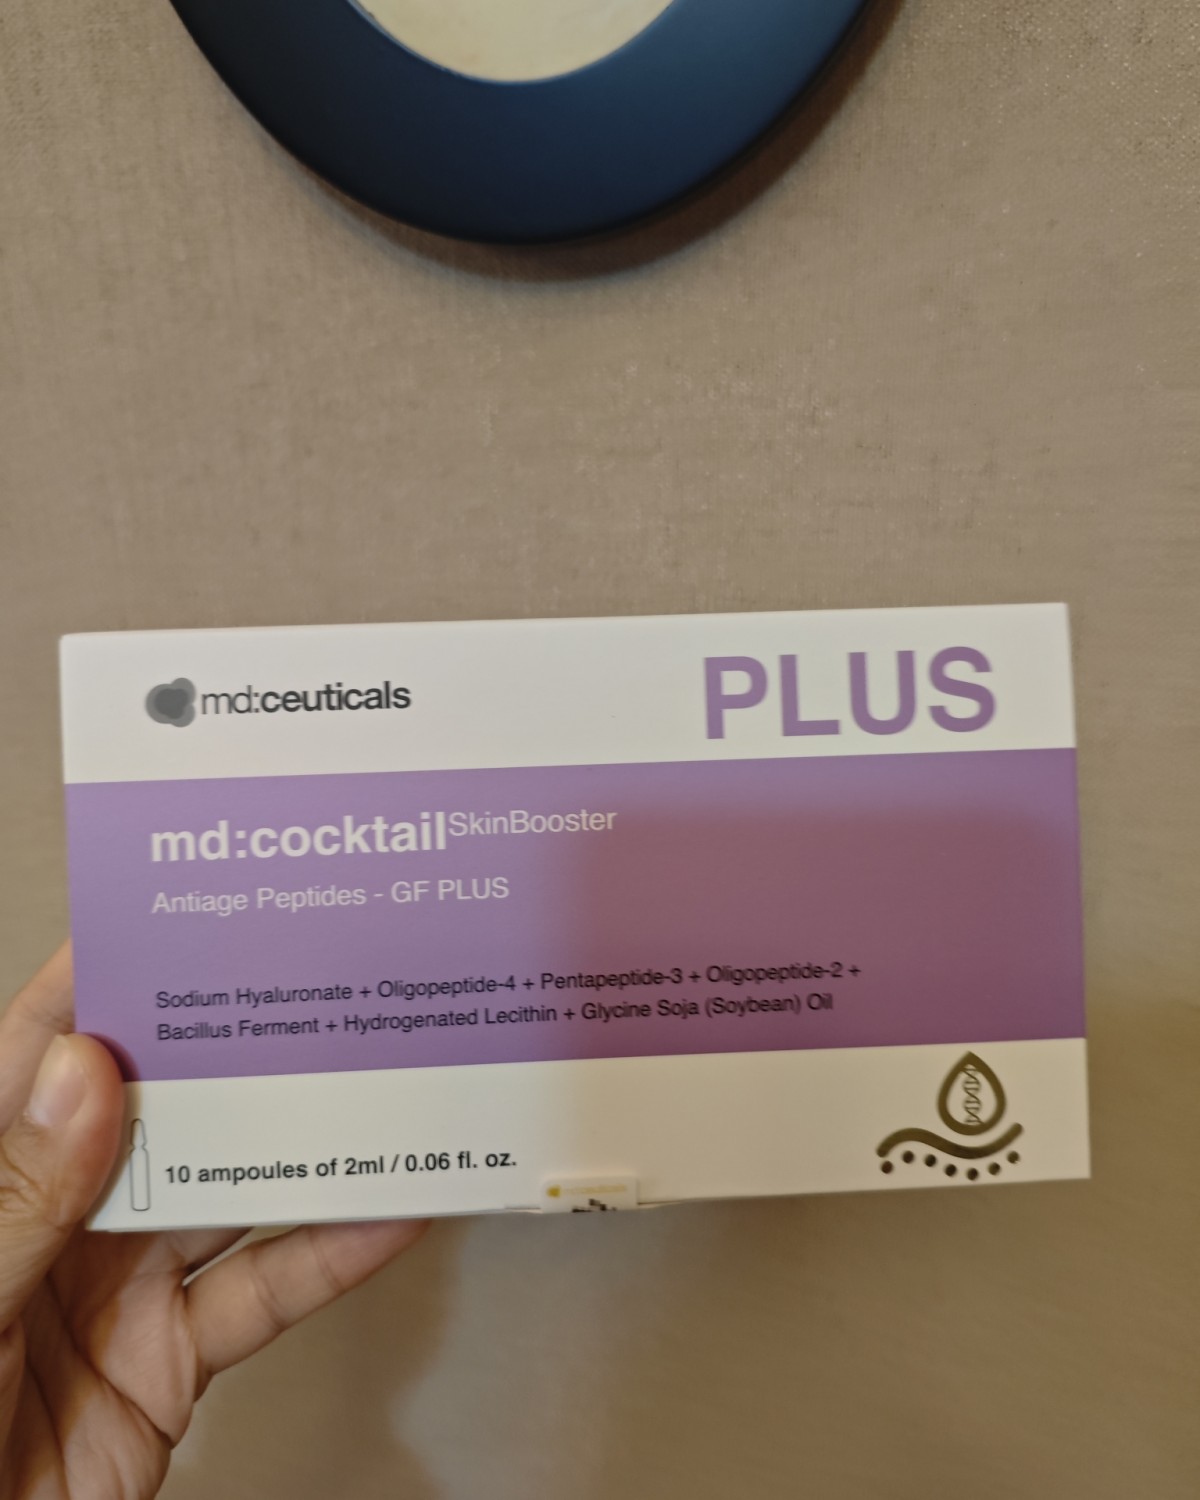 md:ceuticals
PLUS
md:cocktail SkinBooster
Antiage Peptides - GF PLUS
Sodium Hyaluronate + Oligopeptide-4 + Pentapeptide-3 + Oligopeptide-2 +
Bacillus Ferment + Hydrogenated Lecithin + Glycine Soja (Soybean) Oil
10 ampoules of 2ml / 0.06 fl. oz.